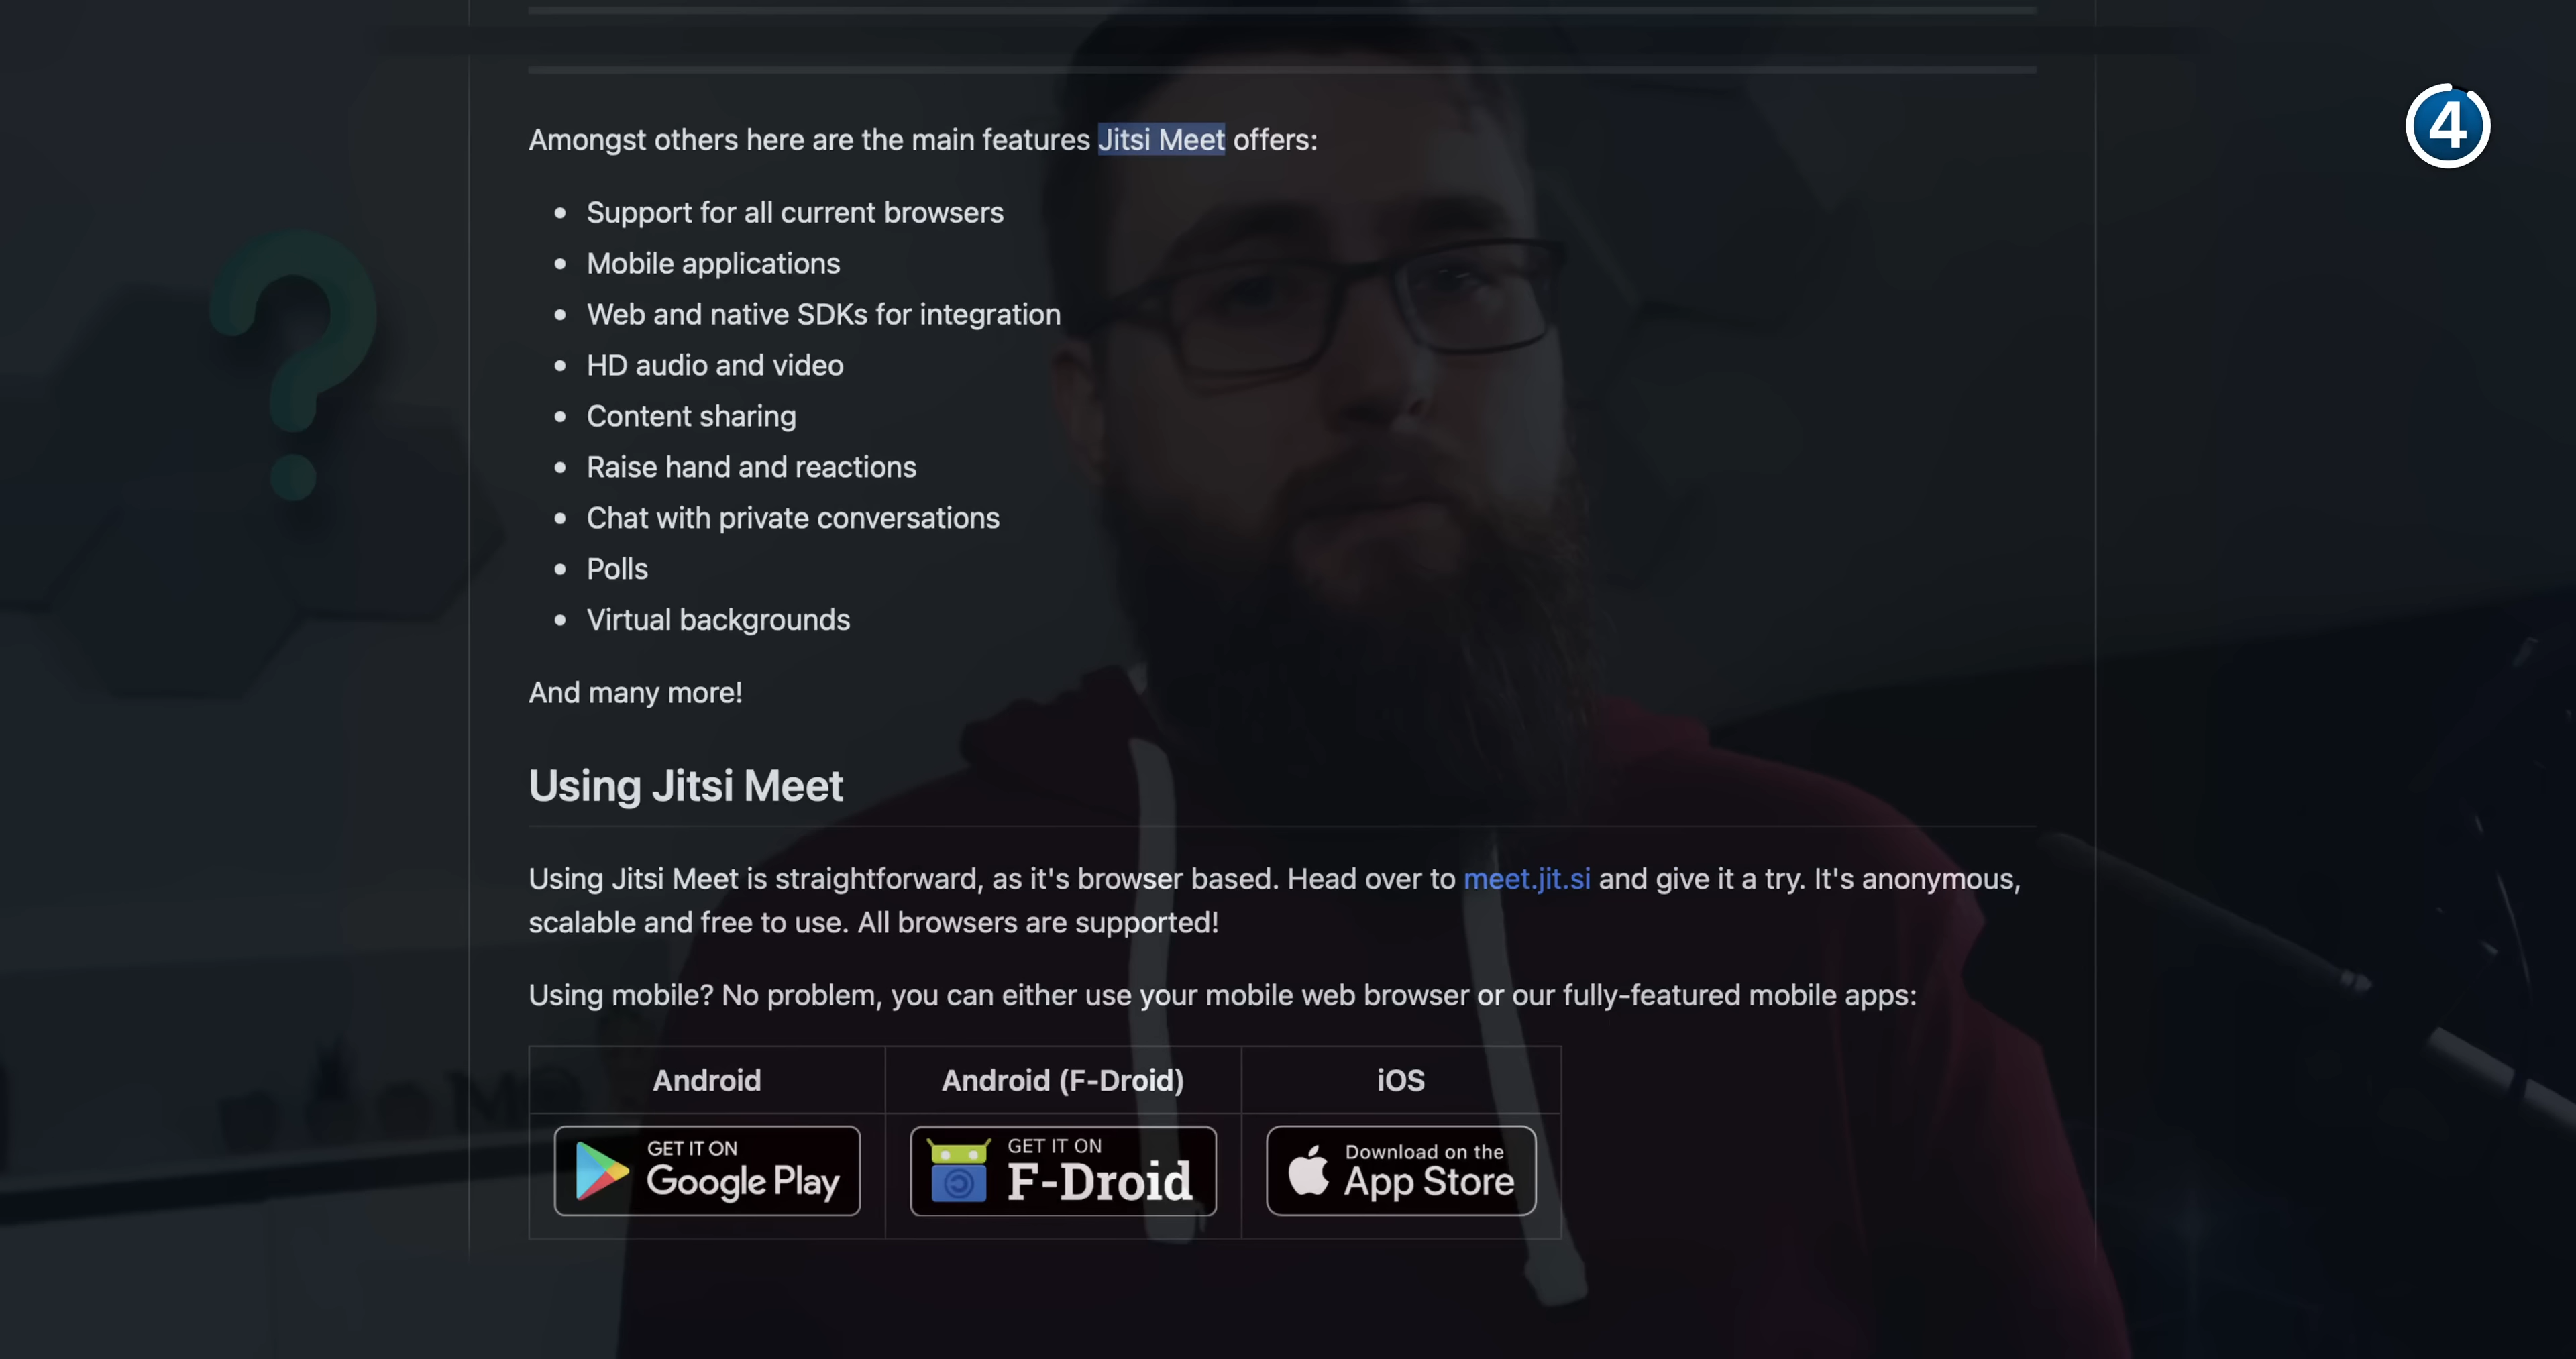 4
Amongst others here are the main features Jitsi Meet offers:
Support for all current browsers
Mobile applications
Web and native SDKs for integration
HD audio and video
Content sharing
Raise hand and reactions
Chat with private conversations
Polls
Virtual backgrounds
And many more!
Using Jitsi Meet
Using Jitsi Meet is straightforward, as it's browser based. Head over to meet.jit.si and give it a try. It's anonymous,
scalable and free to use. All browsers are supported!
Using mobile? No problem, you can either use your mobile web browser or our fully-featured mobile apps:
Android Android (F-Droid) iOS
GET IT ON GET IT ON Download on the
Google Play F-Droid App Store